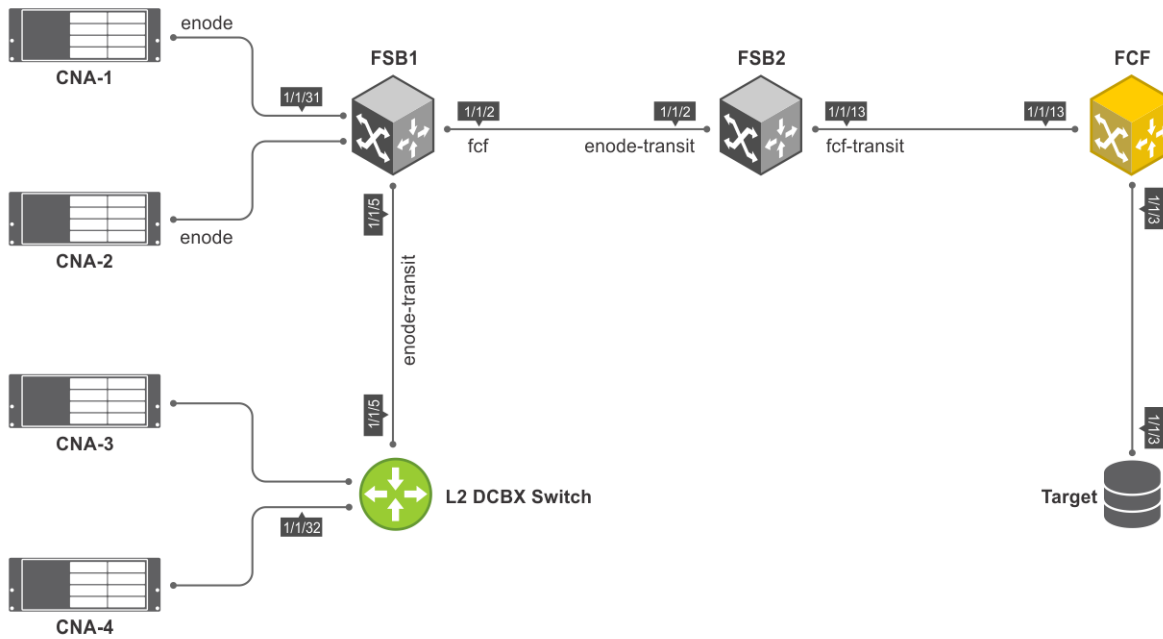 enode
CNA-1
FSB1
FSB2
FCF
1/1/31
1/1/2
1/1/2
1/1/13
1/1/13
fcf
enode-transit
fcf-transit
CNA-2
enode
1/1/5
enode-transit
1/1/5
1/1/3
1/1/3
CNA-3
L2 DCBX Switch
Target
1/1/32
CNA-4